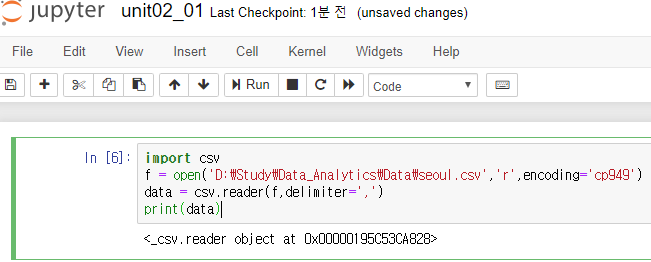 jupyter unit02_01 Last Checkpoint: 1분 전 (unsaved changes)
File Edit View Insert Cell Kernel Widgets Help
Run Code
In [6]: import csv
f = open('D:₩Study₩Data_Analytics₩Data₩seoul.csv','r',encoding='cp949')
data = csv.reader(f,delimiter=',')
print(data)
<_csv.reader object at 0x00000195C53CA828>